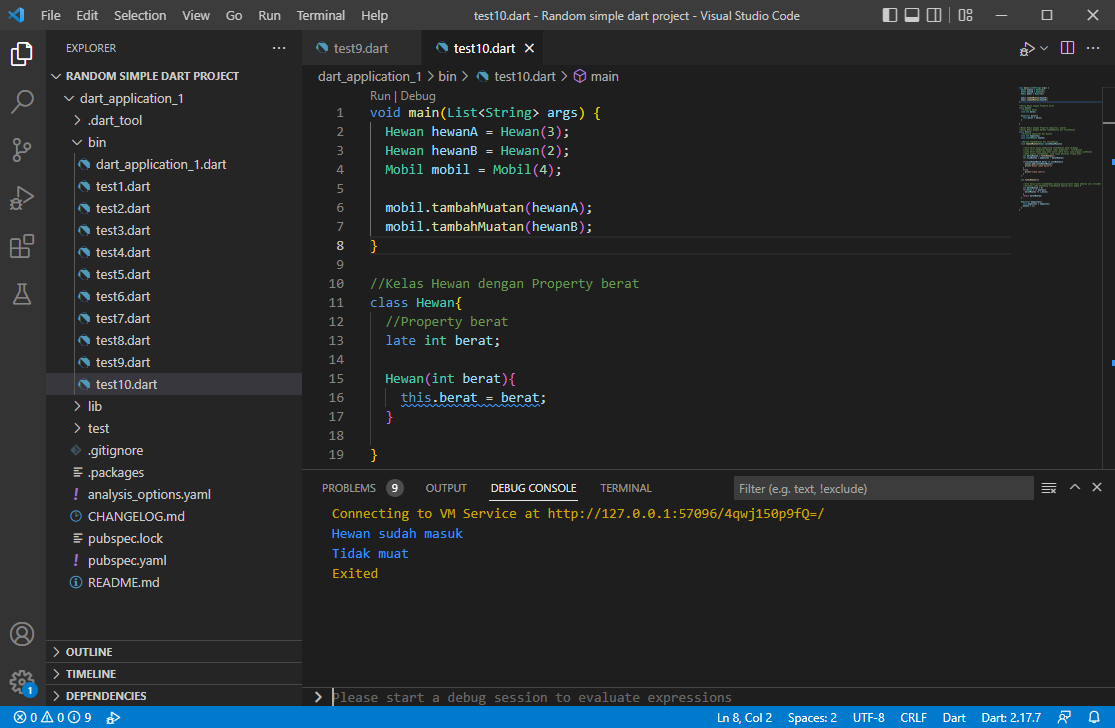 File Edit Selection View Go Run Terminal Help test10.dart - Random simple dart project - Visual Studio Code
EXPLORER
RANDOM SIMPLE DART PROJECT
dart_application_1
.dart_tool
bin
dart_application_1.dart
test1.dart
test2.dart
test3.dart
test4.dart
test5.dart
test6.dart
test7.dart
test8.dart
test9.dart
test10.dart
lib
test
.gitignore
.packages
analysis_options.yaml
CHANGELOG.md
pubspec.lock
pubspec.yaml
README.md
OUTLINE
TIMELINE
DEPENDENCIES
1
test9.dart test10.dart
dart_application_1 > bin > test10.dart > main
Run | Debug
1 void main(List<String> args) {
2 Hewan hewanA = Hewan(3);
3 Hewan hewanB = Hewan(2);
4 Mobil mobil = Mobil(4);
5
6 mobil.tambahMuatan(hewanA);
7 mobil.tambahMuatan(hewanB);
8 }
9
10 //Kelas Hewan dengan Property berat
11 class Hewan{
12 //Property berat
13 late int berat;
14
15 Hewan(int berat){
16 this.berat = berat;
17 }
18
19 }
PROBLEMS 9 OUTPUT DEBUG CONSOLE TERMINAL Filter (e.g. text, !exclude)
Connecting to VM Service at http://127.0.0.1:57096/4qwj150p9fQ=/
Hewan sudah masuk
Tidak muat
Exited
Please start a debug session to evaluate expressions
0 0 9 Ln 8, Col 2 Spaces: 2 UTF-8 CRLF Dart Dart: 2.17.7